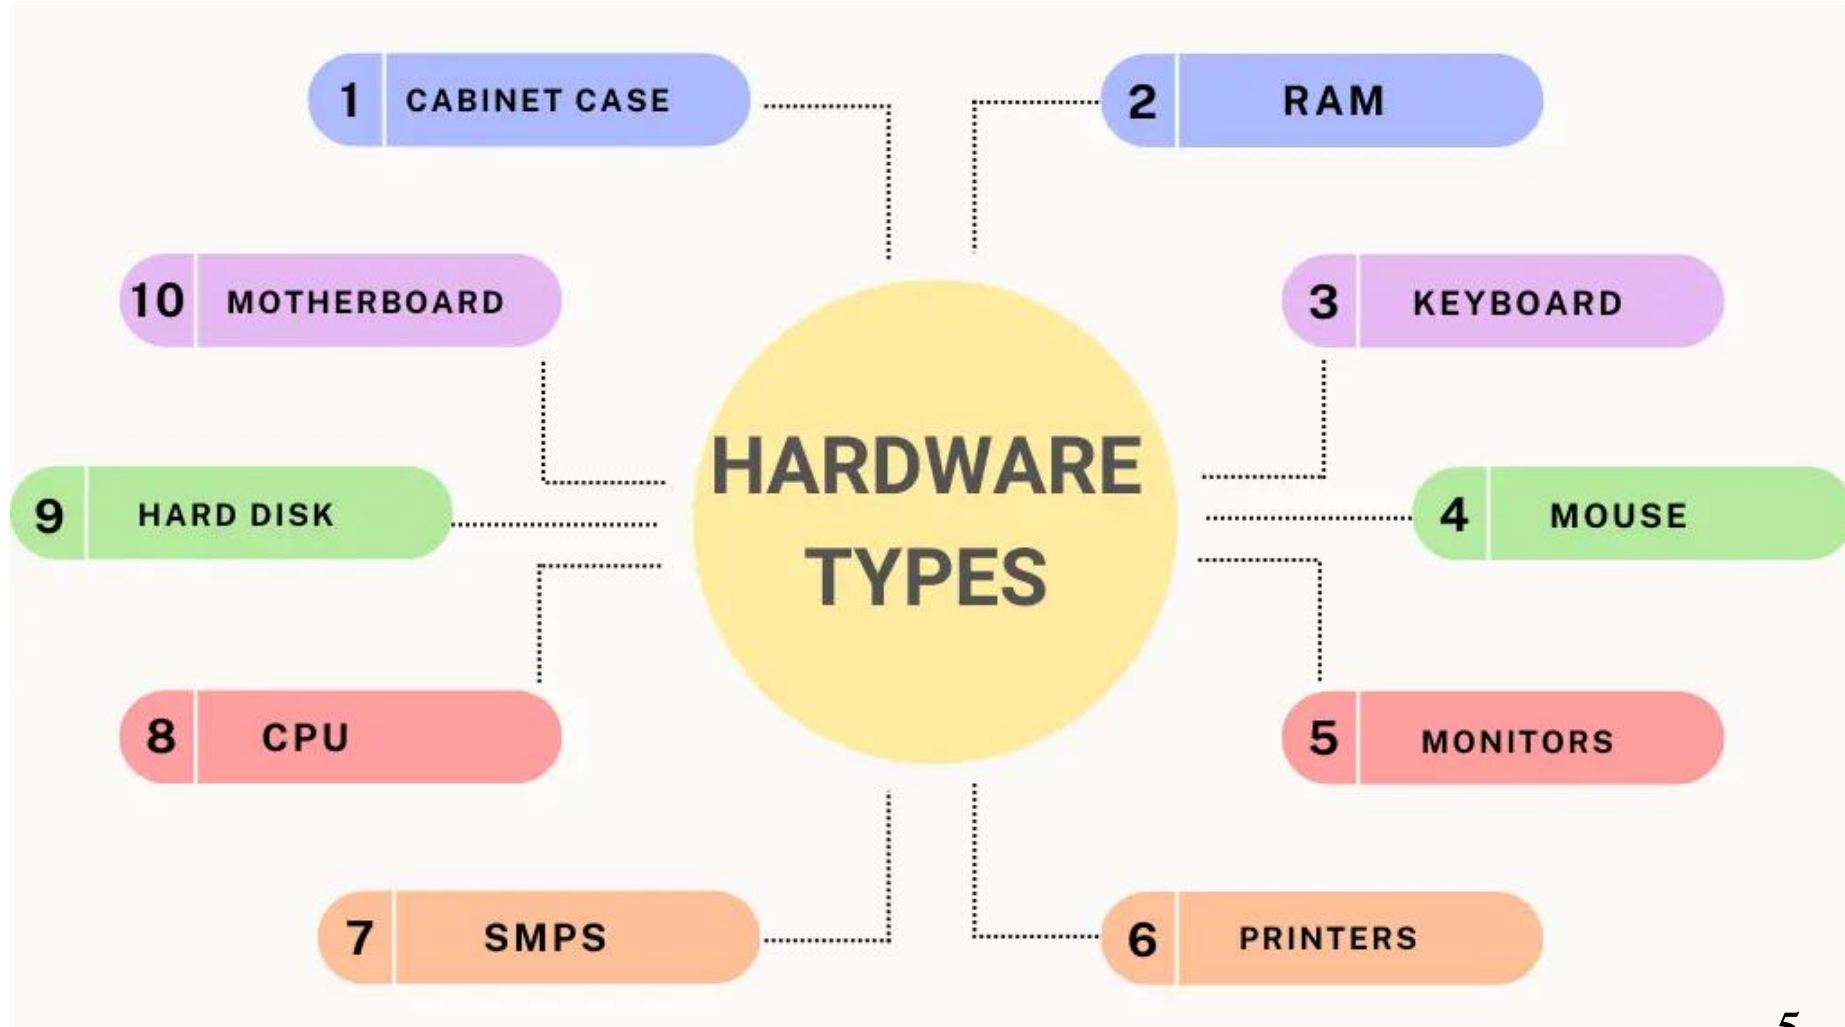 1 CABINET CASE
2 RAM
10 MOTHERBOARD
3 KEYBOARD
HARDWARE
TYPES
9 HARD DISK
4 MOUSE
8 CPU
5 MONITORS
7 SMPS
6 PRINTERS
5